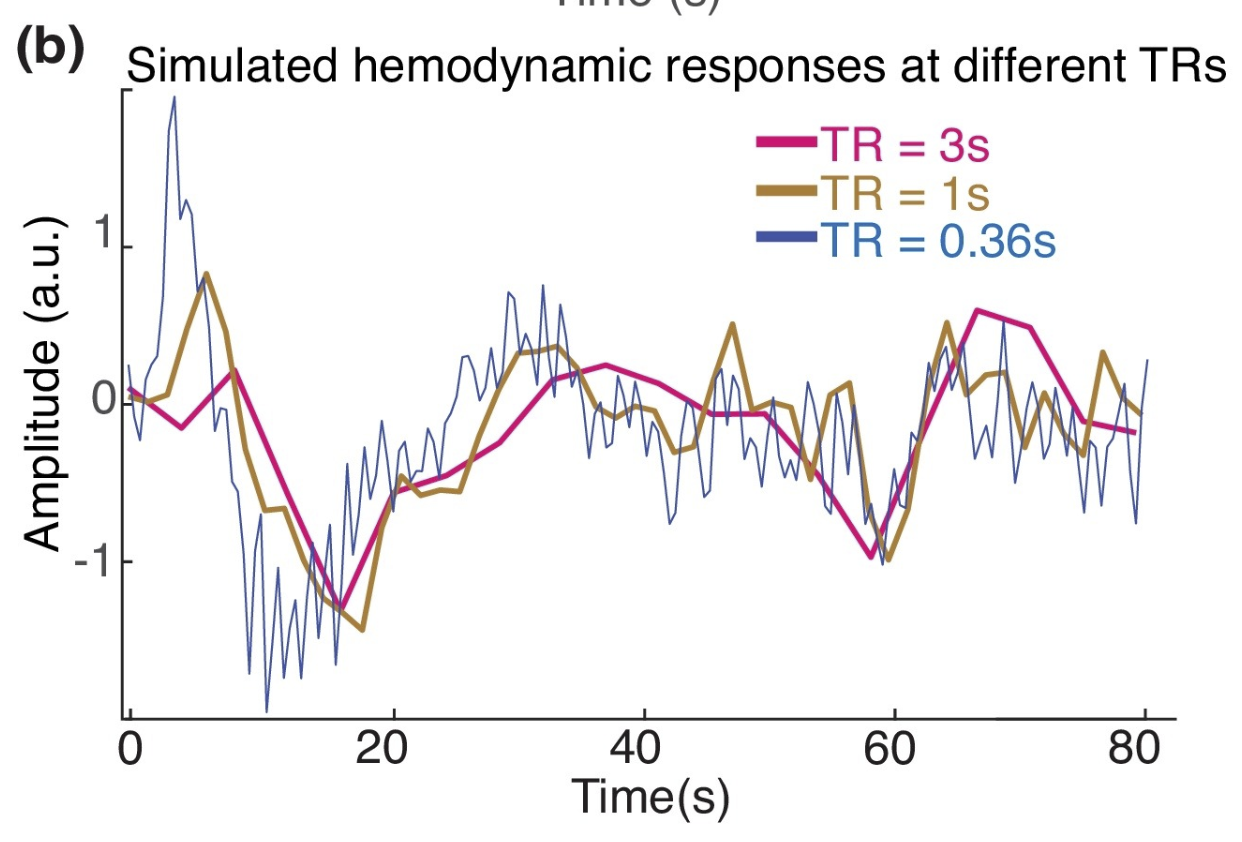 Time (s)
(b)
Simulated hemodynamic responses at different TRs
TR = 3s
TR = 1s
TR = 0.36s
Amplitude (a.u.)
1
0
-1
0 20 40 60 80
Time(s)